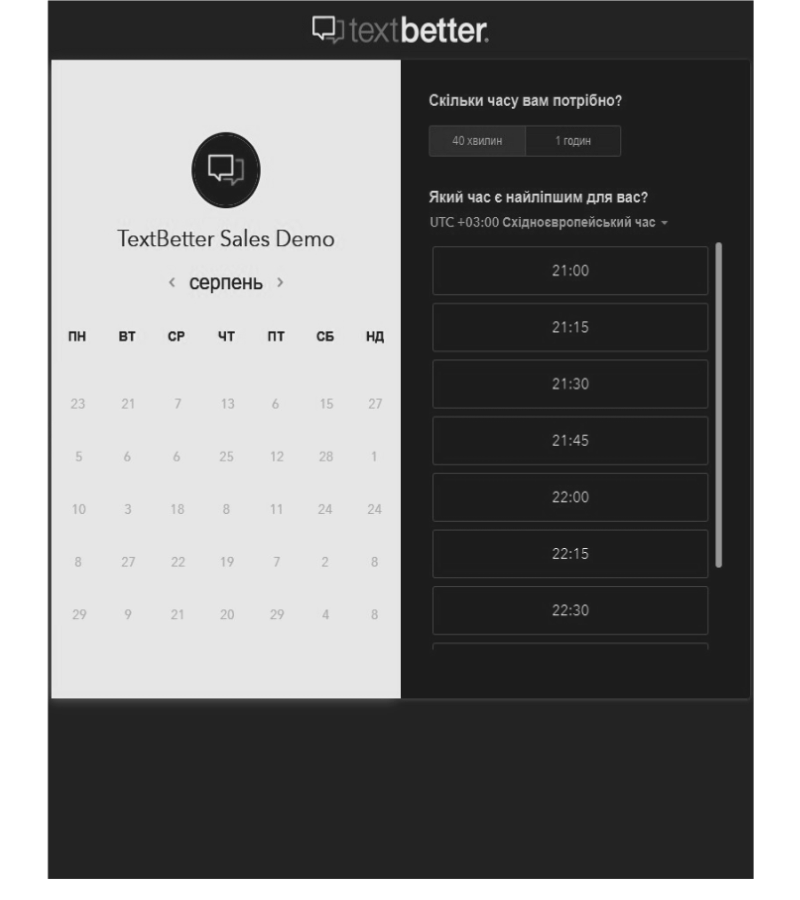 textbetter.
TextBetter Sales Demo
‹ серпень ›
ПН ВТ СР ЧТ ПТ СБ НД
23 21 7 13 6 15 27
5 6 6 25 12 28 1
10 3 18 8 11 24 24
8 27 22 19 7 2 8
29 9 21 20 29 4 8
Скільки часу вам потрібно?
40 хвилин 1 годин
Який час є найліпшим для вас?
UTC +03:00 Східноєвропейський час
21:00
21:15
21:30
21:45
22:00
22:15
22:30